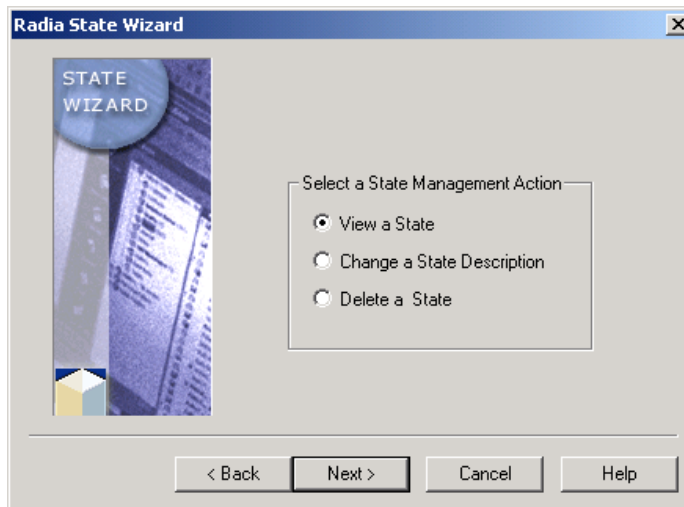 Radia State Wizard
STATE
WIZARD
Select a State Management Action
View a State
Change a State Description
Delete a State
< Back Next > Cancel Help